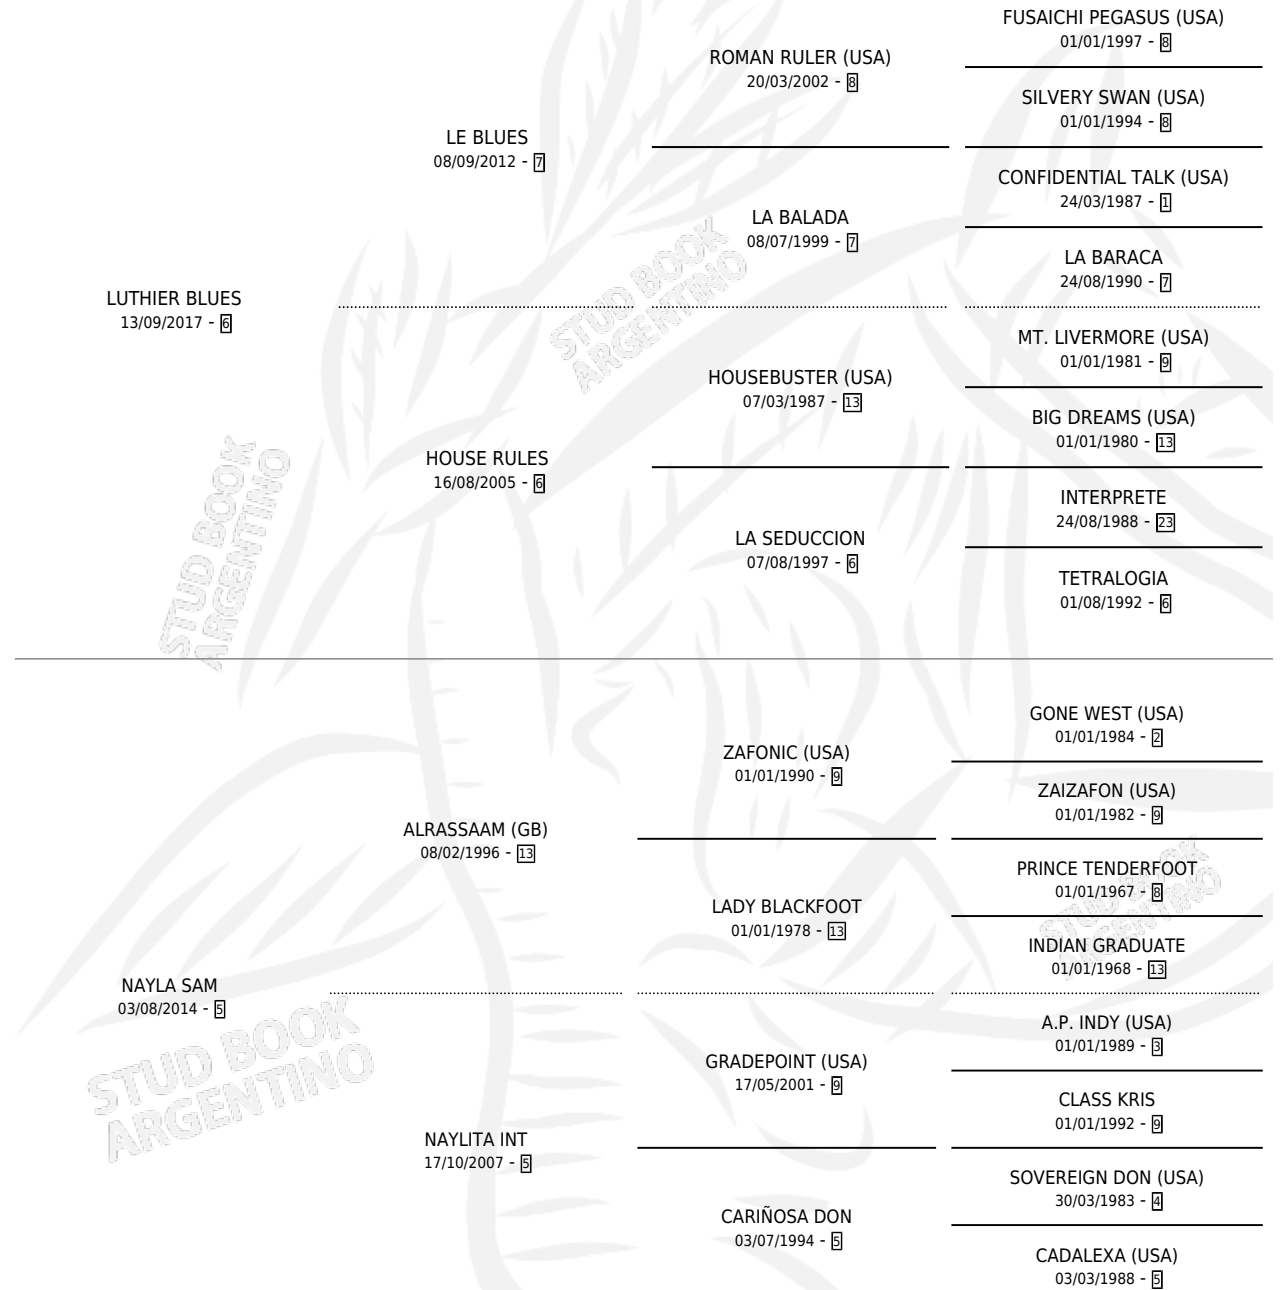 FUSAICHI PEGASUS (USA)
01/01/1997 - 8
ROMAN RULER (USA)
20/03/2002 - 8
SILVERY SWAN (USA)
01/01/1994 - 8
LE BLUES
08/09/2012 - 7
CONFIDENTIAL TALK (USA)
24/03/1987 - 1
LA BALADA
08/07/1999 - 7
LA BARACA
24/08/1990 - 7
LUTHIER BLUES
13/09/2017 - 6
MT. LIVERMORE (USA)
01/01/1981 - 9
HOUSEBUSTER (USA)
07/03/1987 - 13
BIG DREAMS (USA)
01/01/1980 - 13
HOUSE RULES
16/08/2005 - 6
INTERPRETE
24/08/1988 - 23
LA SEDUCCION
07/08/1997 - 6
TETRALOGIA
01/08/1992 - 6
STUD BOOK
ARGENTINO
STUD BOOK
ARGENTINO
GONE WEST (USA)
01/01/1984 - 2
ZAFONIC (USA)
01/01/1990 - 9
ZAIZAFON (USA)
01/01/1982 - 9
ALRASSAAM (GB)
08/02/1996 - 13
PRINCE TENDERFOOT
01/01/1967 - 8
LADY BLACKFOOT
01/01/1978 - 13
INDIAN GRADUATE
01/01/1968 - 13
STUD BOOK
ARGENTINO
NAYLA SAM
03/08/2014 - 5
A.P. INDY (USA)
01/01/1989 - 3
GRADEPOINT (USA)
17/05/2001 - 9
CLASS KRIS
01/01/1992 - 9
NAYLITA INT
17/10/2007 - 5
SOVEREIGN DON (USA)
30/03/1983 - 4
CARIÑOSA DON
03/07/1994 - 5
CADALEXA (USA)
03/03/1988 - 5
STUD BOOK
ARGENTINO